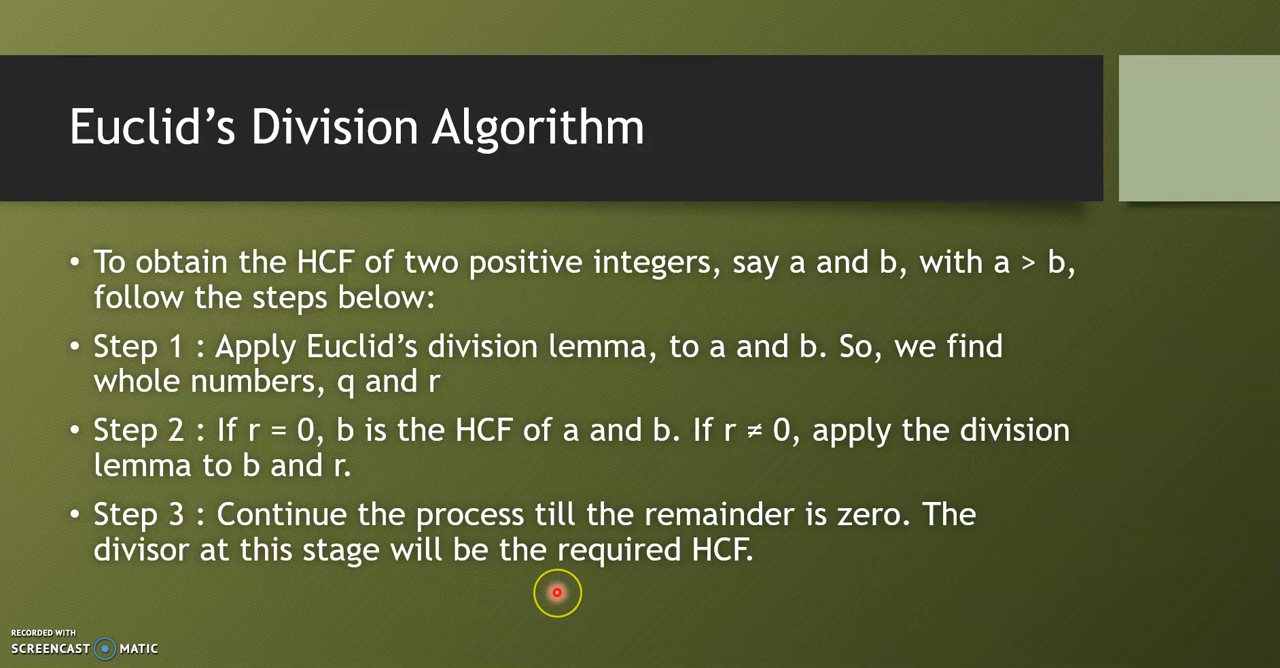 Euclid’s Division Algorithm
• To obtain the HCF of two positive integers, say a and b, with a > b,
follow the steps below:
• Step 1 : Apply Euclid’s division lemma, to a and b. So, we find
whole numbers, q and r
• Step 2 : If r = 0, b is the HCF of a and b. If r ≠ 0, apply the division
lemma to b and r.
• Step 3 : Continue the process till the remainder is zero. The
divisor at this stage will be the required HCF.
RECORDED WITH
SCREENCAST MATIC